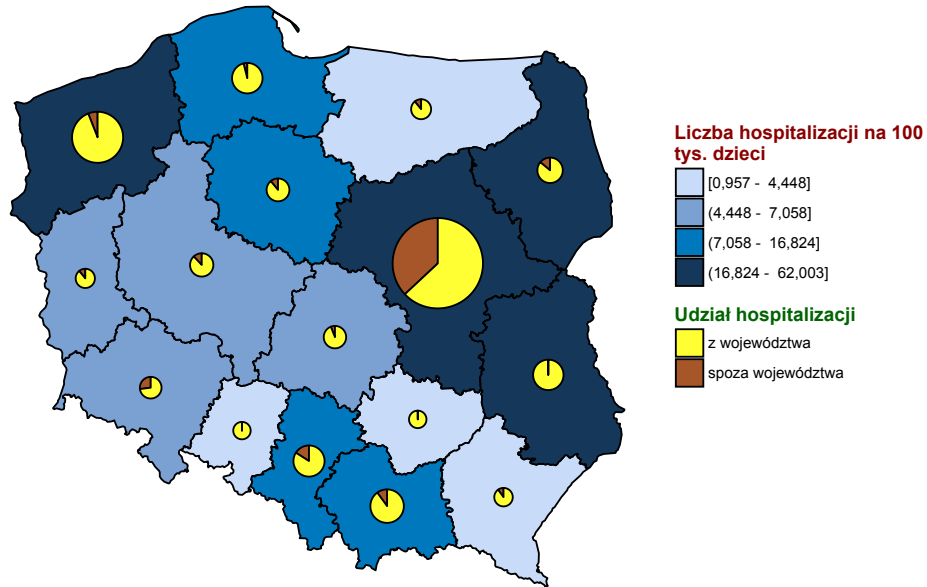 Liczba hospitalizacji na 100
tys. dzieci
[0,957 - 4,448]
(4,448 - 7,058]
(7,058 - 16,824]
(16,824 - 62,003]
Udział hospitalizacji
z województwa
spoza województwa